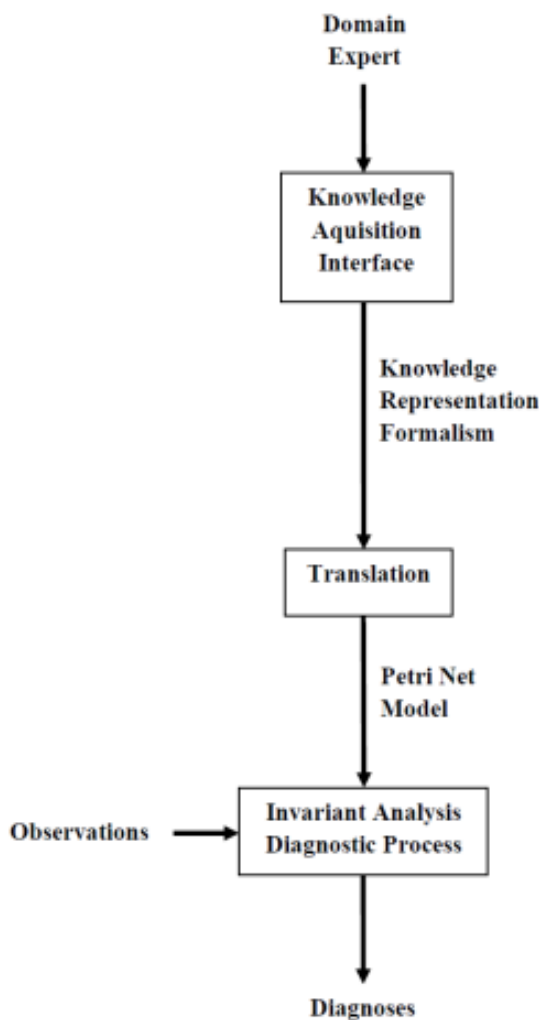 Domain
Expert
Knowledge
Aquisition
Interface
Knowledge
Representation
Formalism
Translation
Petri Net
Model
Invariant Analysis
Observations
Diagnostic Process
Diagnoses